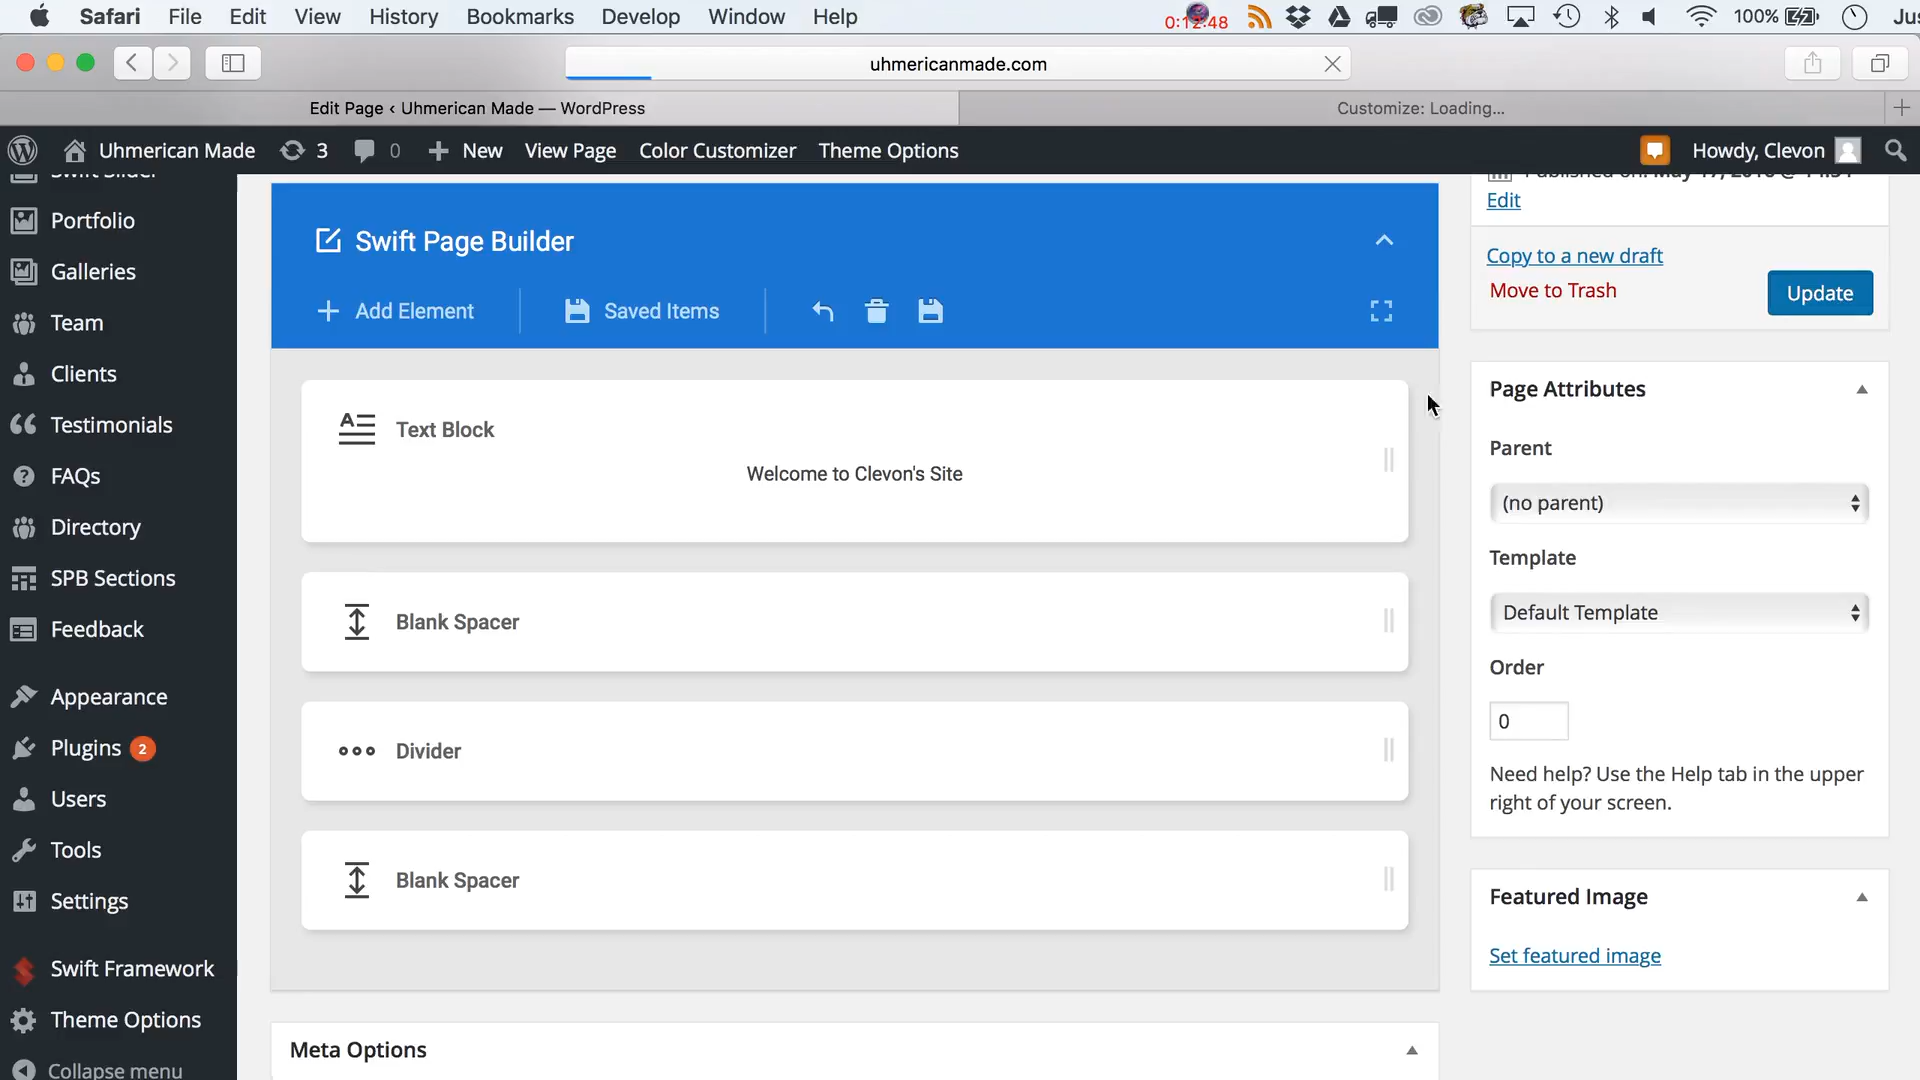 Safari File Edit View History Bookmarks Develop Window Help 0:12:48 100% Jus
uhmericanmade.com
Edit Page ‹ Uhmerican Made — WordPress Customize: Loading...
Uhmerican Made 3 0 New View Page Color Customizer Theme Options Howdy, Clevon
Swift Slider
Portfolio
Galleries
Team
Clients
Testimonials
FAQs
Directory
SPB Sections
Feedback
Appearance
Plugins 2
Users
Tools
Settings
Swift Framework
Theme Options
Collapse menu
Swift Page Builder
Add Element Saved Items
Text Block
Welcome to Clevon's Site
Blank Spacer
Divider
Blank Spacer
Meta Options
Edit
Copy to a new draft
Move to Trash
Update
Page Attributes
Parent
(no parent)
Template
Default Template
Order
0
Need help? Use the Help tab in the upper
right of your screen.
Featured Image
Set featured image